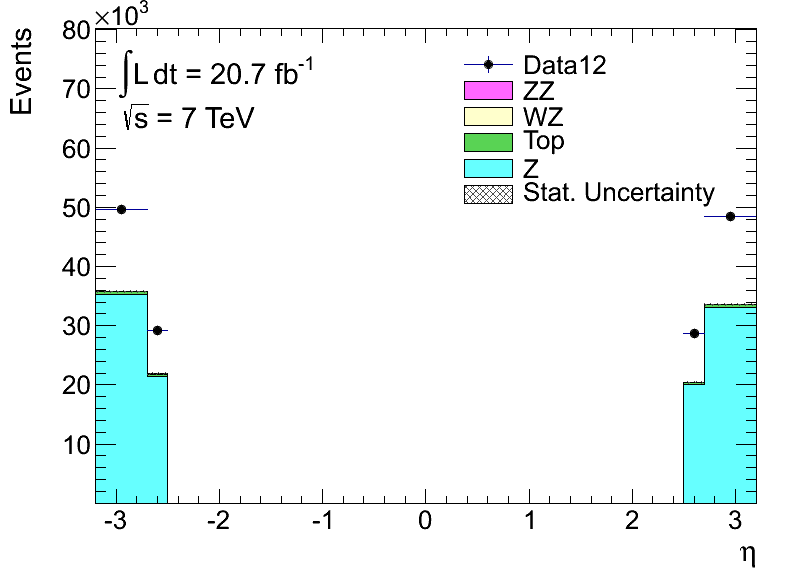 ×10³
Events
80
70
60
50
40
30
20
10
∫L dt = 20.7 fb⁻¹
√s = 7 TeV
Data12
ZZ
WZ
Top
Z
Stat. Uncertainty
-3 -2 -1 0 1 2 3
η